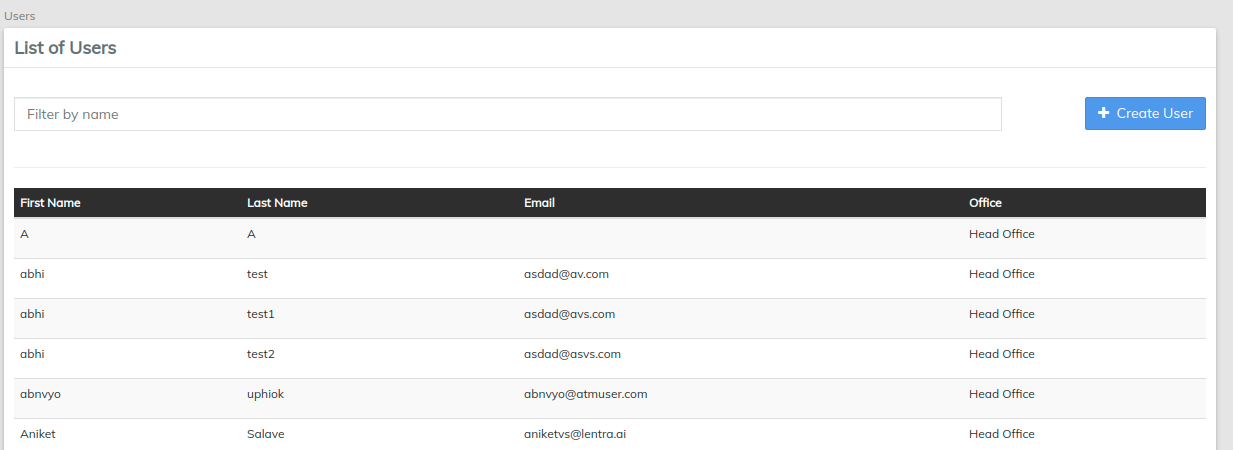 Users
List of Users
Filter by name
Create User
First Name Last Name Email Office
A A Head Office
abhi test asdad@av.com Head Office
abhi test1 asdad@avs.com Head Office
abhi test2 asdad@asvs.com Head Office
abnvyo uphiok abnvyo@atmuser.com Head Office
Aniket Salave aniketvs@lentra.ai Head Office